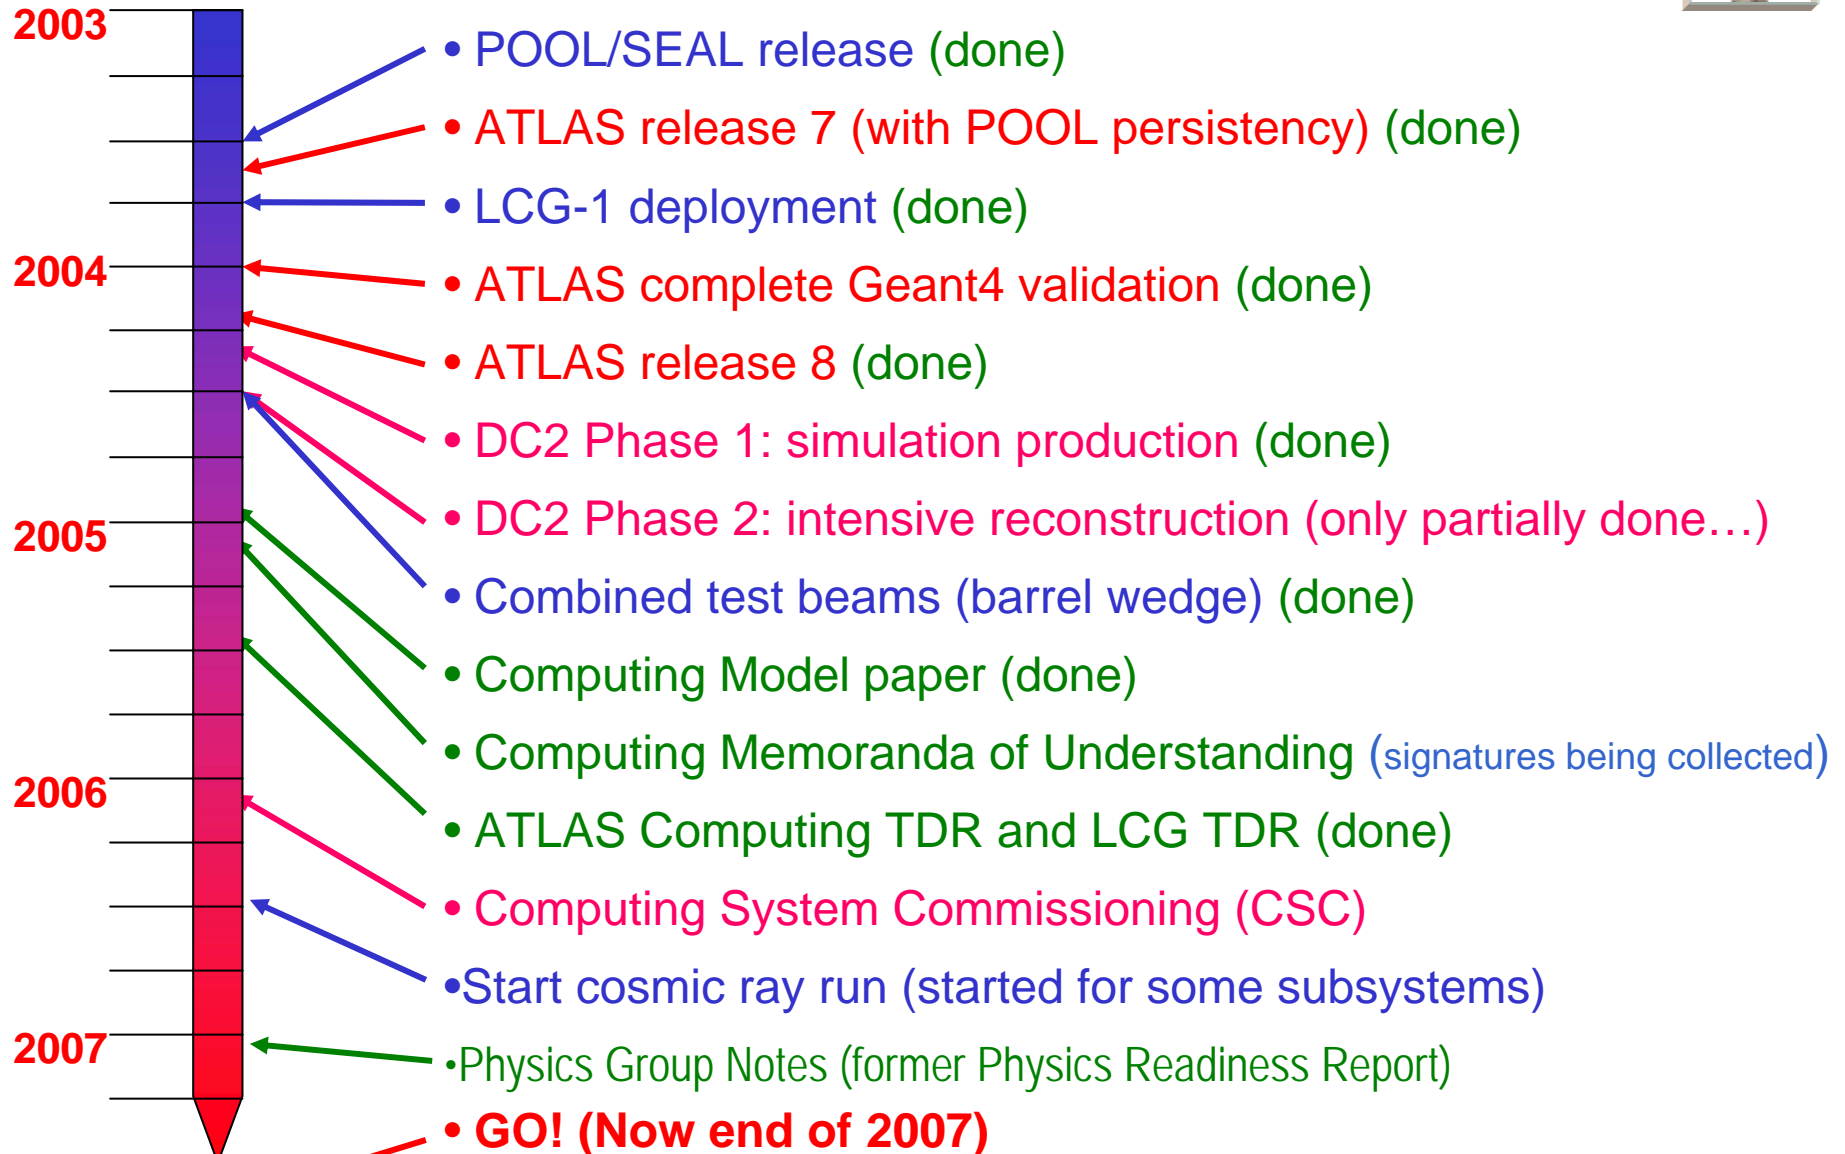 2003
• POOL/SEAL release (done)
• ATLAS release 7 (with POOL persistency) (done)
• LCG-1 deployment (done)
2004
• ATLAS complete Geant4 validation (done)
• ATLAS release 8 (done)
• DC2 Phase 1: simulation production (done)
• DC2 Phase 2: intensive reconstruction (only partially done…)
2005
• Combined test beams (barrel wedge) (done)
• Computing Model paper (done)
• Computing Memoranda of Understanding (signatures being collected)
2006
• ATLAS Computing TDR and LCG TDR (done)
• Computing System Commissioning (CSC)
•Start cosmic ray run (started for some subsystems)
2007
•Physics Group Notes (former Physics Readiness Report)
• GO! (Now end of 2007)